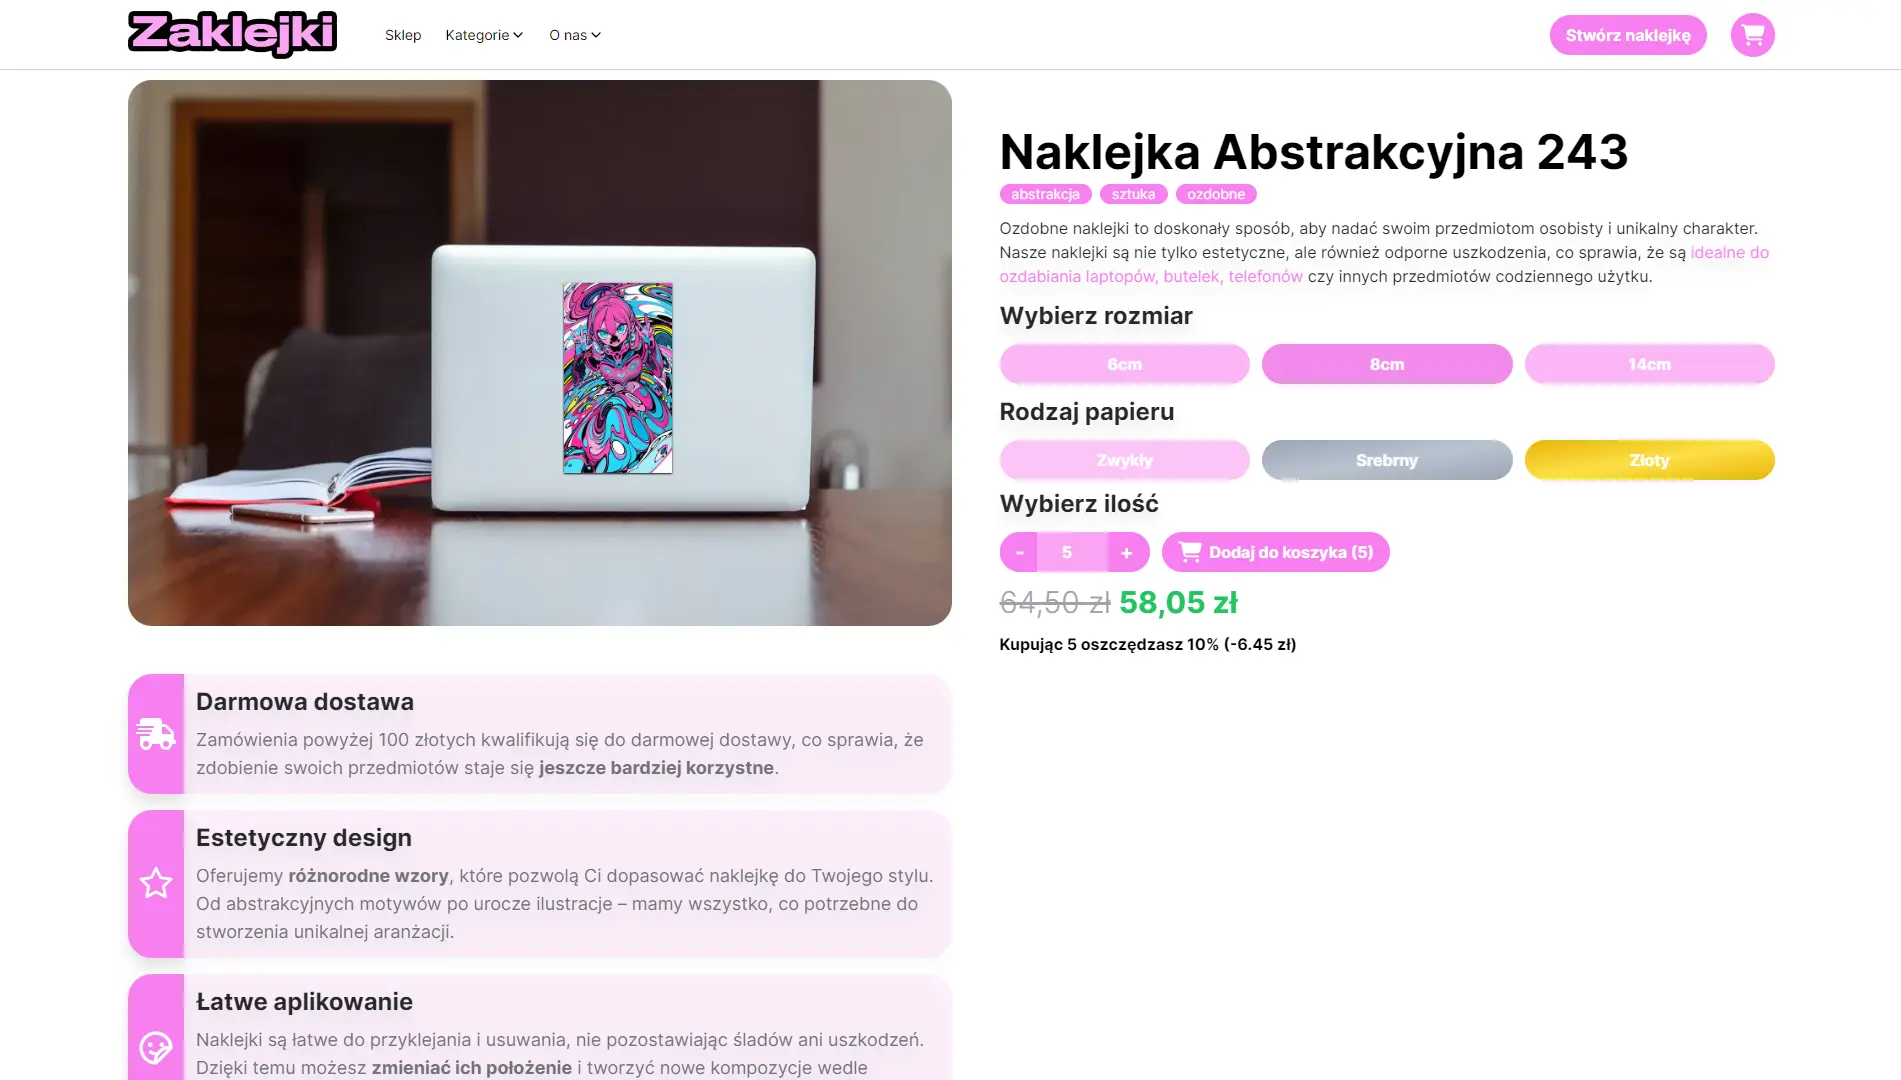 Zaklejki
Sklep
Kategorie
O nas
Stwórz naklejkę
Naklejka Abstrakcyjna 243
abstrakcja
sztuka
ozdobne
Ozdobne naklejki to doskonały sposób, aby nadać swoim przedmiotom osobisty i unikalny charakter.
Nasze naklejki są nie tylko estetyczne, ale również odporne uszkodzenia, co sprawia, że są idealne do
ozdabiania laptopów, butelek, telefonów czy innych przedmiotów codziennego użytku.
Wybierz rozmiar
6cm
8cm
14cm
Rodzaj papieru
Zwykły
Srebrny
Złoty
Wybierz ilość
- 5 +
Dodaj do koszyka (5)
64,50 zł 58,05 zł
Kupując 5 oszczędzasz 10% (-6.45 zł)
Darmowa dostawa
Zamówienia powyżej 100 złotych kwalifikują się do darmowej dostawy, co sprawia, że
zdobienie swoich przedmiotów staje się jeszcze bardziej korzystne.
Estetyczny design
Oferujemy różnorodne wzory, które pozwolą Ci dopasować naklejkę do Twojego stylu.
Od abstrakcyjnych motywów po urocze ilustracje – mamy wszystko, co potrzebne do
stworzenia unikalnej aranżacji.
Łatwe aplikowanie
Naklejki są łatwe do przyklejania i usuwania, nie pozostawiając śladów ani uszkodzeń.
Dzięki temu możesz zmieniać ich położenie i tworzyć nowe kompozycje wedle